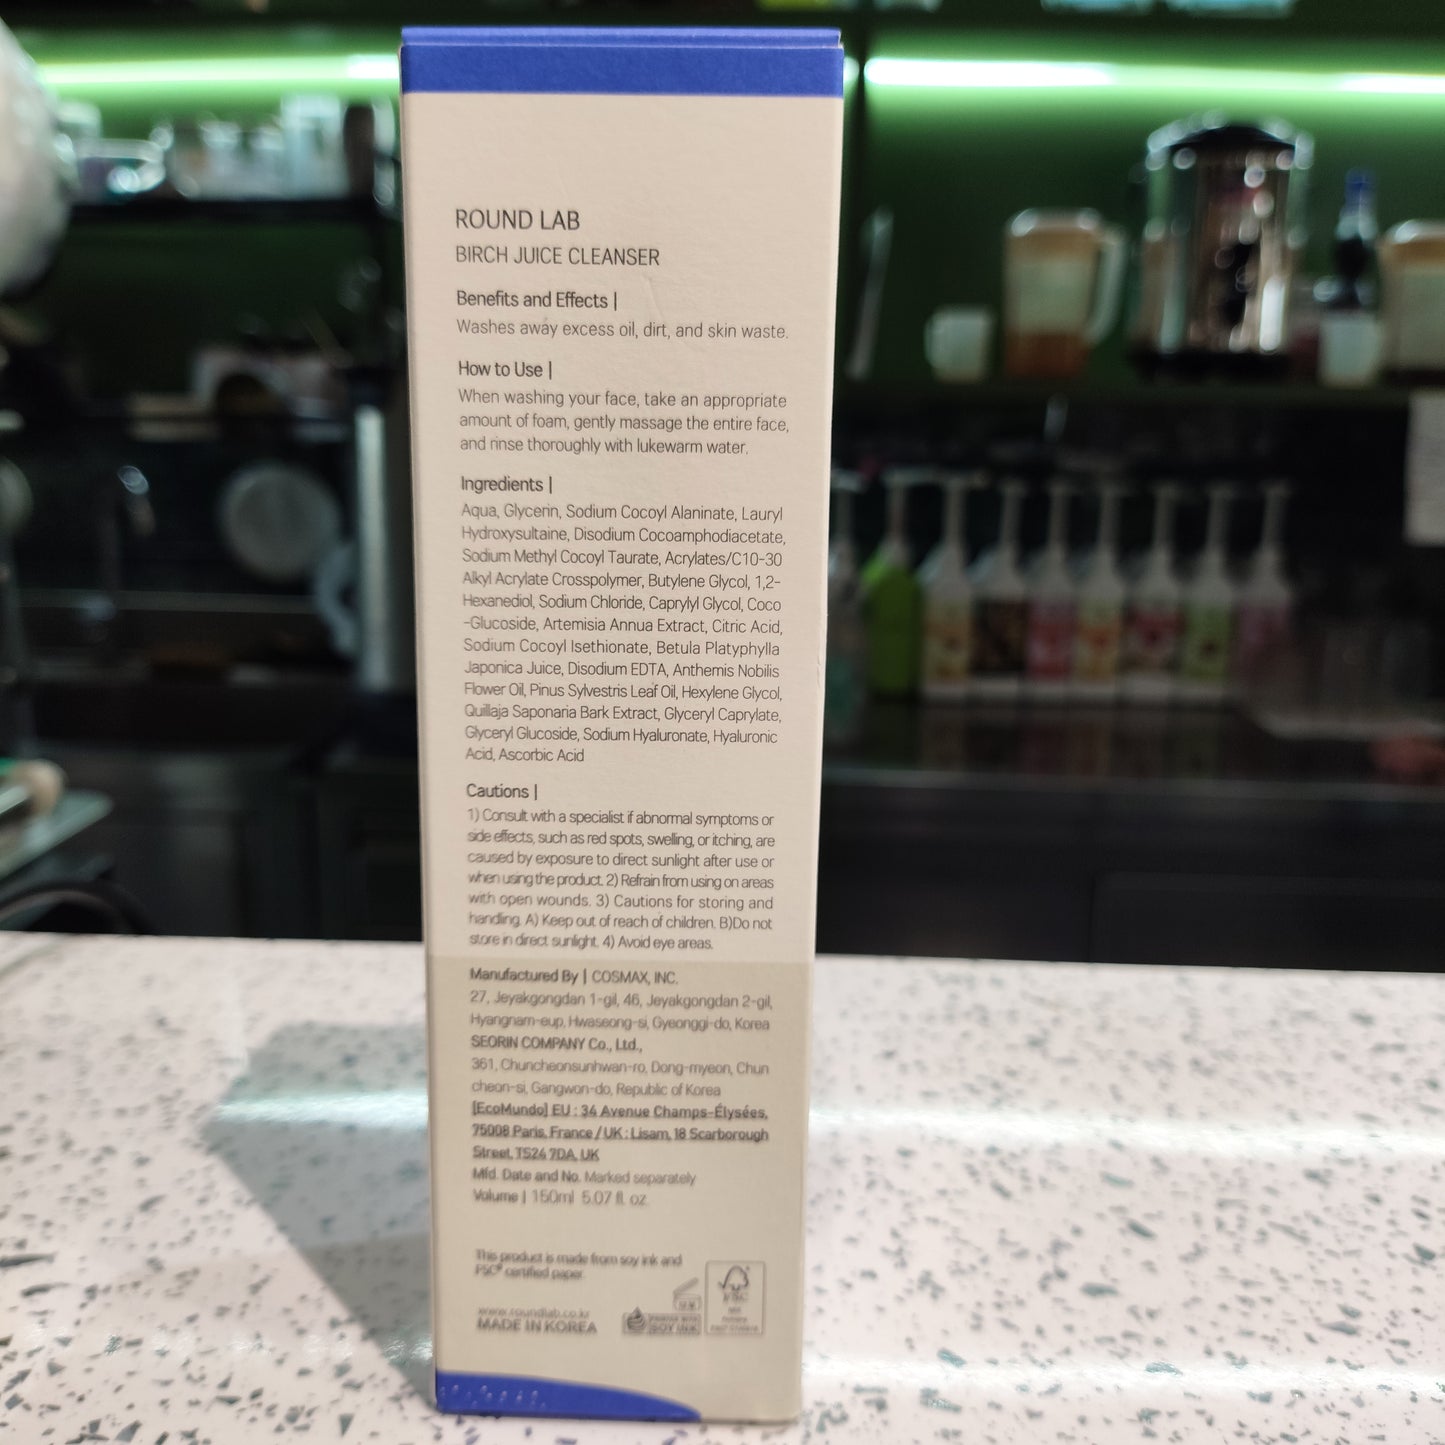 ROUND LAB
BIRCH JUICE CLEANSER
Benefits and Effects |
Washes away excess oil, dirt, and skin waste.
How to Use |
When washing your face, take an appropriate
amount of foam, gently massage the entire face,
and rinse thoroughly with lukewarm water.
Ingredients |
Aqua, Glycerin, Sodium Cocoyl Alaninate, Lauryl
Hydroxysultaine, Disodium Cocoamphodiacetate,
Sodium Methyl Cocoyl Taurate, Acrylates/C10-30
Alkyl Acrylate Crosspolymer, Butylene Glycol, 1,2-
Hexanediol, Sodium Chloride, Caprylyl Glycol, Coco
-Glucoside, Artemisia Annua Extract, Citric Acid,
Sodium Cocoyl Isethionate, Betula Platyphylla
Japonica Juice, Disodium EDTA, Anthemis Nobilis
Flower Oil, Pinus Sylvestris Leaf Oil, Hexylene Glycol,
Quillaja Saponaria Bark Extract, Glyceryl Caprylate,
Glyceryl Glucoside, Sodium Hyaluronate, Hyaluronic
Acid, Ascorbic Acid
Cautions |
1) Consult with a specialist if abnormal symptoms or
side effects, such as red spots, swelling, or itching, are
caused by exposure to direct sunlight after use or
when using the product. 2) Refrain from using on areas
with open wounds. 3) Cautions for storing and
handling. A) Keep out of reach of children. B)Do not
store in direct sunlight. 4) Avoid eye areas.
Manufactured By | COSMAX, INC.
27, Jeyakgongdan 1-gil, 46, Jeyakgongdan 2-gil,
Hyangnam-eup, Hwaseong-si, Gyeonggi-do, Korea
SEORIN COMPANY Co., Ltd.,
361, Chuncheonsunhwan-ro, Dong-myeon, Chun
cheon-si, Gangwon-do, Republic of Korea
[EcoMundo] EU : 34 Avenue Champs-Élysées,
75008 Paris, France / UK : Lisam, 18 Scarborough
Street, TS24 7DA, UK
Mfd. Date and No. Marked separately
Volume | 150ml 5.07 fl. oz.
This product is made from soy ink and
FSC® certified paper.
www.roundlab.co.kr
MADE IN KOREA
SOY INK
FSC